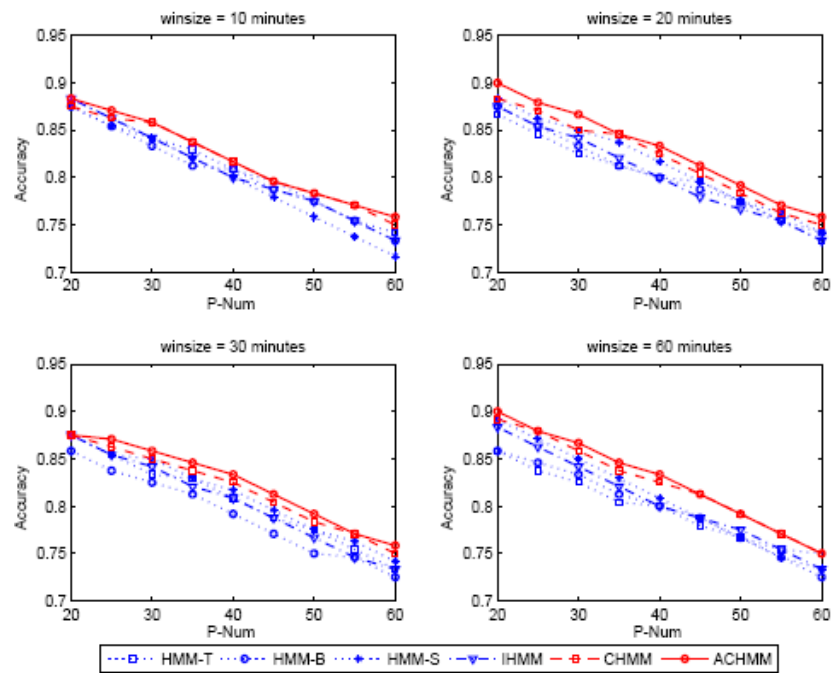 winsize = 10 minutes
0.95
0.9
0.85
0.8
0.75
0.7
Accuracy
20 30 40 50 60
P-Num
winsize = 20 minutes
0.95
0.9
0.85
0.8
0.75
0.7
Accuracy
20 30 40 50 60
P-Num
winsize = 30 minutes
0.95
0.9
0.85
0.8
0.75
0.7
Accuracy
20 30 40 50 60
P-Num
winsize = 60 minutes
0.95
0.9
0.85
0.8
0.75
0.7
Accuracy
20 30 40 50 60
P-Num
HMM-T HMM-B HMM-S IHMM CHMM ACHMM